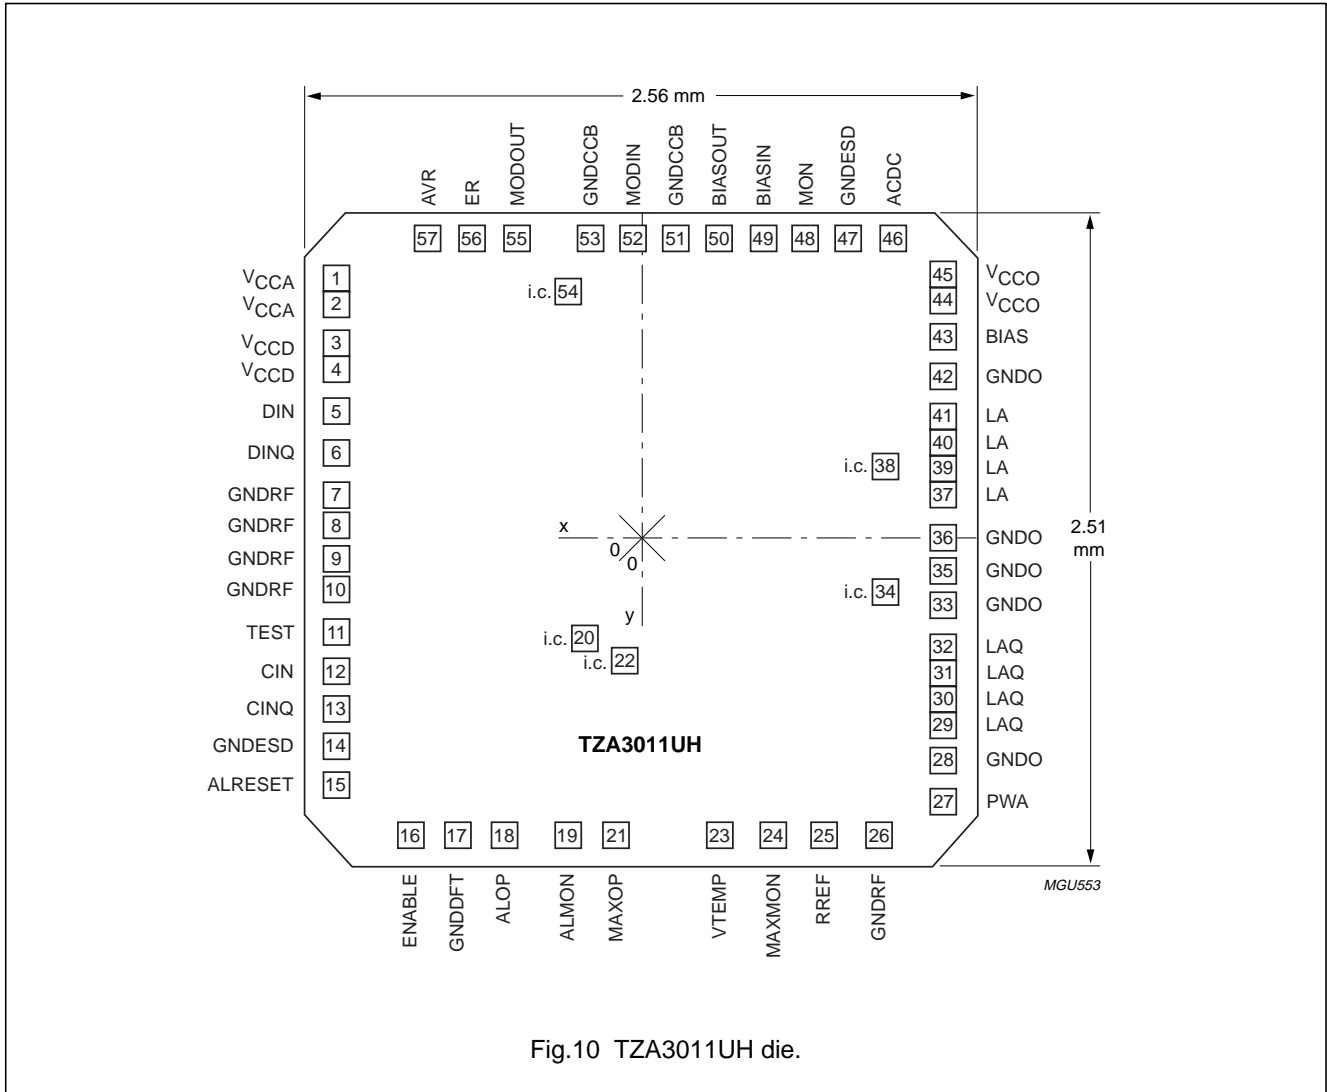 2.56 mm
AVR
ER
MODOUT
GNDCCB
MODIN
GNDCCB
BIASOUT
BIASIN
MON
GNDESD
ACDC
57
56
55
53
52
51
50
49
48
47
46
VCCA 1
VCCA 2
VCCD 3
VCCD 4
DIN 5
DINQ 6
GNDRF 7
GNDRF 8
GNDRF 9
GNDRF 10
TEST 11
CIN 12
CINQ 13
GNDESD 14
ALRESET 15
i.c. 54
i.c. 38
x
0
0
y
i.c. 34
i.c. 20
i.c. 22
TZA3011UH
45 VCCO
44 VCCO
43 BIAS
42 GNDO
41 LA
40 LA
39 LA
37 LA
36 GNDO
35 GNDO
33 GNDO
32 LAQ
31 LAQ
30 LAQ
29 LAQ
28 GNDO
27 PWA
2.51
mm
16
17
18
19
21
23
24
25
26
ENABLE
GNDDFT
ALOP
ALMON
MAXOP
VTEMP
MAXMON
RREF
GNDRF
MGU553
Fig.10 TZA3011UH die.